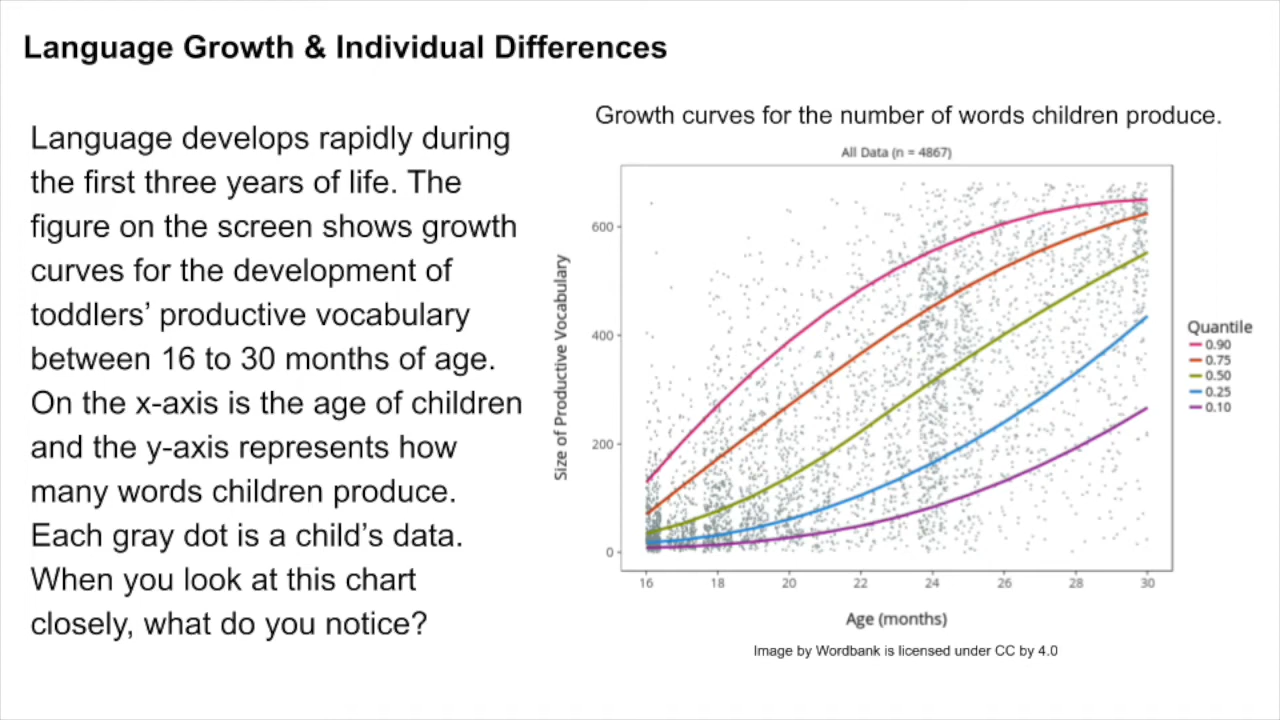 Language Growth & Individual Differences
Language develops rapidly during
the first three years of life. The
figure on the screen shows growth
curves for the development of
toddlers’ productive vocabulary
between 16 to 30 months of age.
On the x-axis is the age of children
and the y-axis represents how
many words children produce.
Each gray dot is a child’s data.
When you look at this chart
closely, what do you notice?
Growth curves for the number of words children produce.
All Data (n = 4867)
Size of Productive Vocabulary
600
400
200
0
16 18 20 22 24 26 28 30
Age (months)
Quantile
0.90
0.75
0.50
0.25
0.10
Image by Wordbank is licensed under CC by 4.0